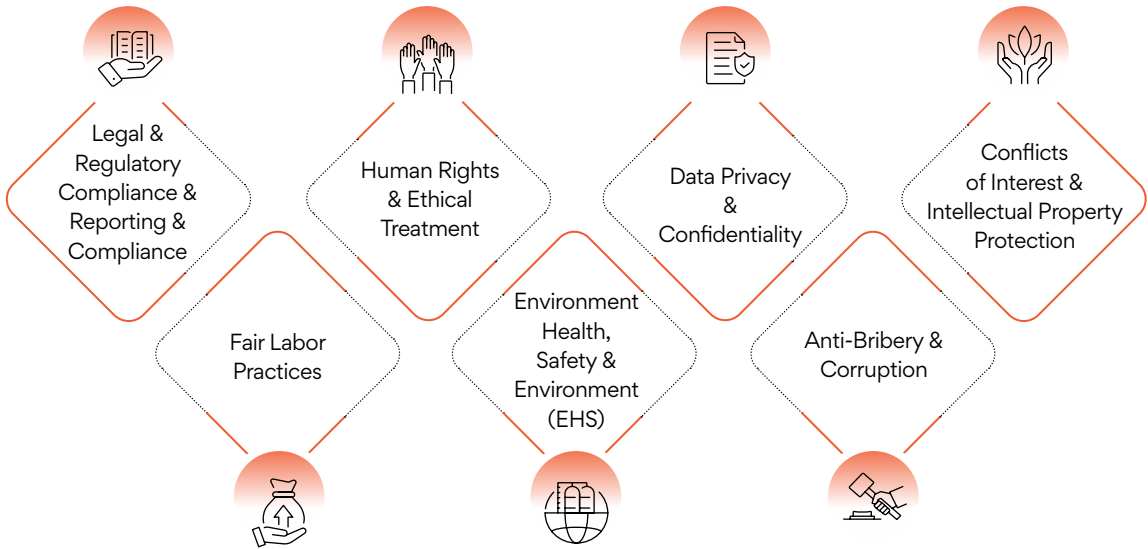 Legal &
Regulatory
Compliance &
Reporting &
Compliance
Human Rights
& Ethical
Treatment
Data Privacy
&
Confidentiality
Conflicts
of Interest &
Intellectual Property
Protection
Fair Labor
Practices
Environment
Health,
Safety &
Environment
(EHS)
Anti-Bribery &
Corruption